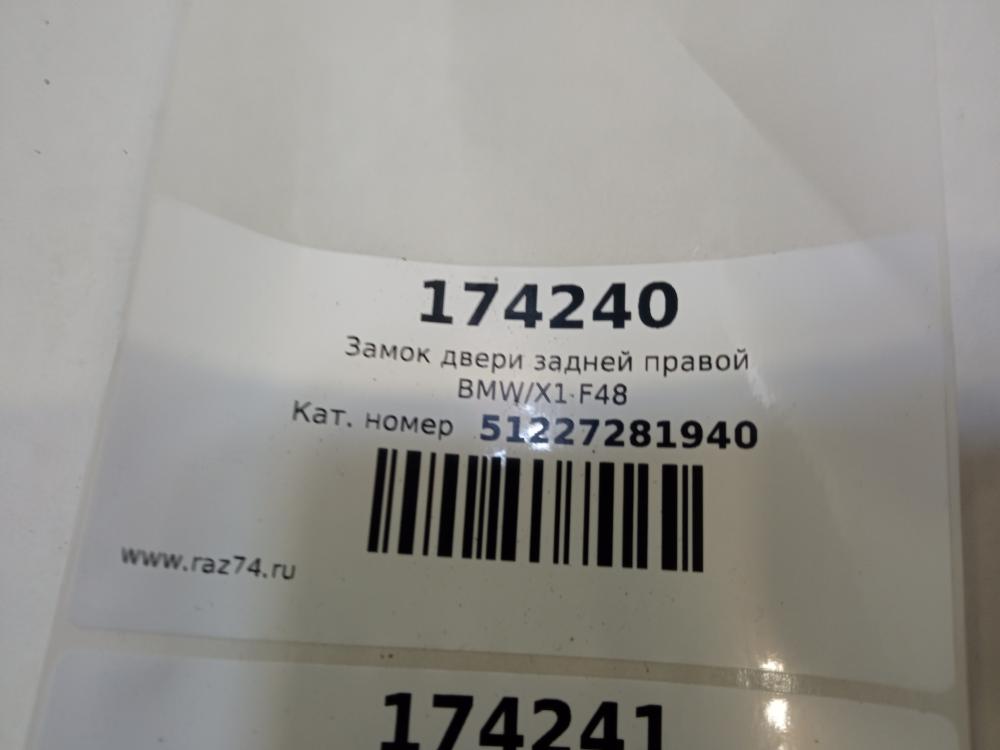 174240
Замок двери задней правой
BMW/X1 F48
Кат. номер 51227281940
www.raz74.ru
174241